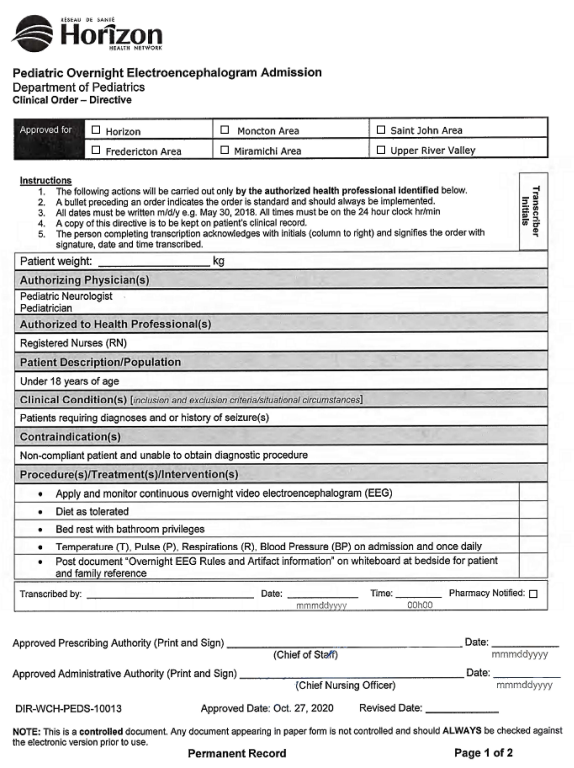 RÉSEAU DE SANTÉ
Horizon
HEALTH NETWORK
Pediatric Overnight Electroencephalogram Admission
Department of Pediatrics
Clinical Order – Directive
Approved for ☐ Horizon ☐ Moncton Area ☐ Saint John Area
☐ Fredericton Area ☐ Miramichi Area ☐ Upper River Valley
Instructions
1. The following actions will be carried out only by the authorized health professional identified below.
2. A bullet preceding an order indicates the order is standard and should always be implemented.
3. All dates must be written m/d/y e.g. May 30, 2018. All times must be on the 24 hour clock hr/min
4. A copy of this directive is to be kept on patient's clinical record.
5. The person completing transcription acknowledges with initials (column to right) and signifies the order with
signature, date and time transcribed.
Transcriber
Initials
Patient weight: ____________________ kg
Authorizing Physician(s)
Pediatric Neurologist
Pediatrician
Authorized to Health Professional(s)
Registered Nurses (RN)
Patient Description/Population
Under 18 years of age
Clinical Condition(s) [inclusion and exclusion criteria/situational circumstances]
Patients requiring diagnoses and or history of seizure(s)
Contraindication(s)
Non-compliant patient and unable to obtain diagnostic procedure
Procedure(s)/Treatment(s)/Intervention(s)
• Apply and monitor continuous overnight video electroencephalogram (EEG)
• Diet as tolerated
• Bed rest with bathroom privileges
• Temperature (T), Pulse (P), Respirations (R), Blood Pressure (BP) on admission and once daily
• Post document "Overnight EEG Rules and Artifact information" on whiteboard at bedside for patient
and family reference
Transcribed by: ____________________ Date: __________ Time: ________ Pharmacy Notified: ☐
mmmddyyyy 00h00
Approved Prescribing Authority (Print and Sign) ____________________ Date: __________
(Chief of Staff) mmmddyyyy
Approved Administrative Authority (Print and Sign) ____________________ Date: __________
(Chief Nursing Officer) mmmddyyyy
DIR-WCH-PEDS-10013 Approved Date: Oct. 27, 2020 Revised Date: __________
NOTE: This is a controlled document. Any document appearing in paper form is not controlled and should ALWAYS be checked against
the electronic version prior to use.
Permanent Record Page 1 of 2